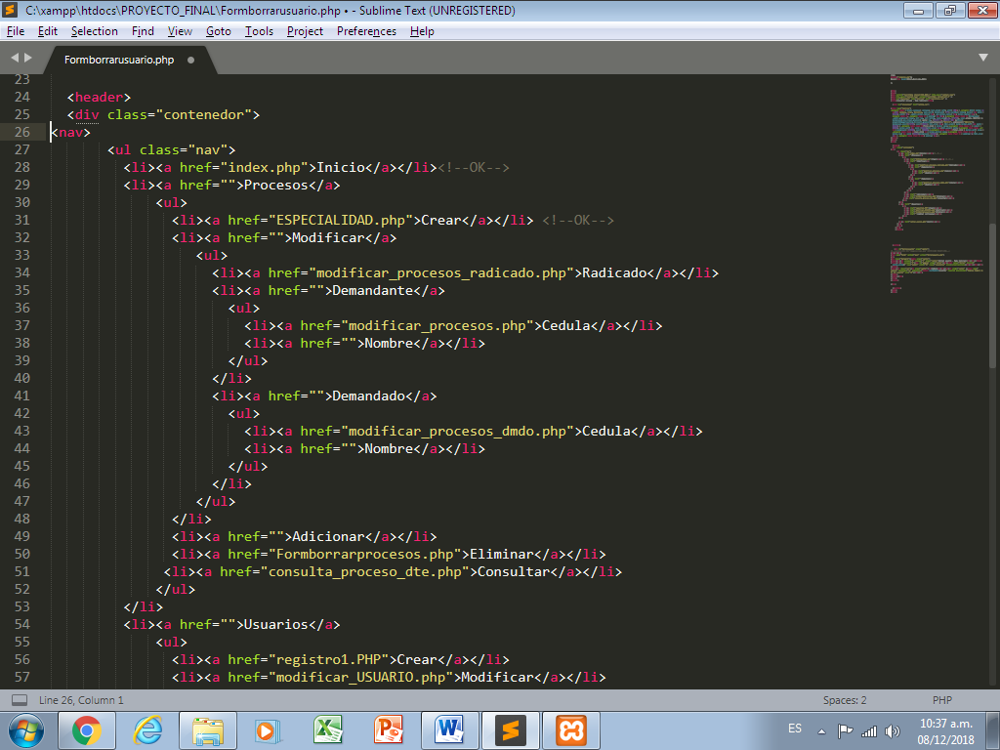 C:\xampp\htdocs\PROYECTO_FINAL\Formborrarusuario.php • - Sublime Text (UNREGISTERED)
File Edit Selection Find View Goto Tools Project Preferences Help
Formborrarusuario.php
23
24 <header>
25 <div class="contenedor">
26 <nav>
27 <ul class="nav">
28 <li><a href="index.php">Inicio</a></li><!--OK-->
29 <li><a href="">Procesos</a>
30 <ul>
31 <li><a href="ESPECIALIDAD.php">Crear</a></li> <!--OK-->
32 <li><a href="">Modificar</a>
33 <ul>
34 <li><a href="modificar_procesos_radicado.php">Radicado</a></li>
35 <li><a href="">Demandante</a>
36 <ul>
37 <li><a href="modificar_procesos.php">Cedula</a></li>
38 <li><a href="">Nombre</a></li>
39 </ul>
40 </li>
41 <li><a href="">Demandado</a>
42 <ul>
43 <li><a href="modificar_procesos_dmdo.php">Cedula</a></li>
44 <li><a href="">Nombre</a></li>
45 </ul>
46 </li>
47 </ul>
48 </li>
49 <li><a href="">Adicionar</a></li>
50 <li><a href="Formborrarprocesos.php">Eliminar</a></li>
51 <li><a href="consulta_proceso_dte.php">Consultar</a></li>
52 </ul>
53 </li>
54 <li><a href="">Usuarios</a>
55 <ul>
56 <li><a href="registro1.PHP">Crear</a></li>
57 <li><a href="modificar_USUARIO.php">Modificar</a></li>
Line 26, Column 1 Spaces: 2 PHP
ES 10:37 a.m.
08/12/2018